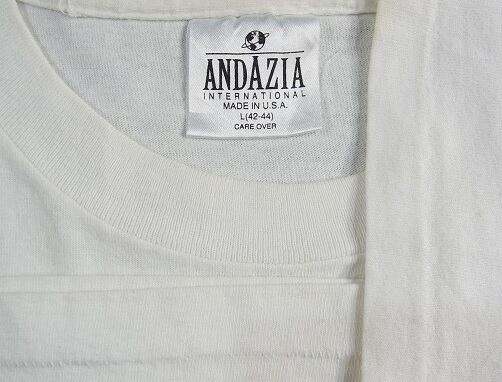 ANDAZIA
INTERNATIONAL
MADE IN U.S.A.
L(42-44)
CARE OVER